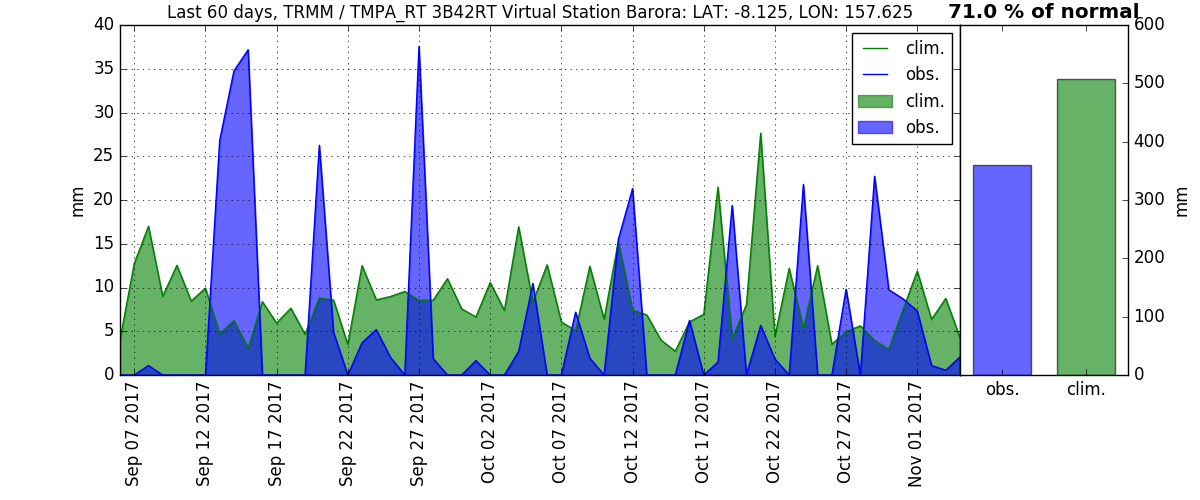 Last 60 days, TRMM / TMPA_RT 3B42RT Virtual Station Barora: LAT: -8.125, LON: 157.625
71.0 % of normal
40
35
30
25
20
15
10
5
0
mm
clim.
obs.
clim.
obs.
600
500
400
300
200
100
0
mm
Sep 07 2017
Sep 12 2017
Sep 17 2017
Sep 22 2017
Sep 27 2017
Oct 02 2017
Oct 07 2017
Oct 12 2017
Oct 17 2017
Oct 22 2017
Oct 27 2017
Nov 01 2017
obs.
clim.